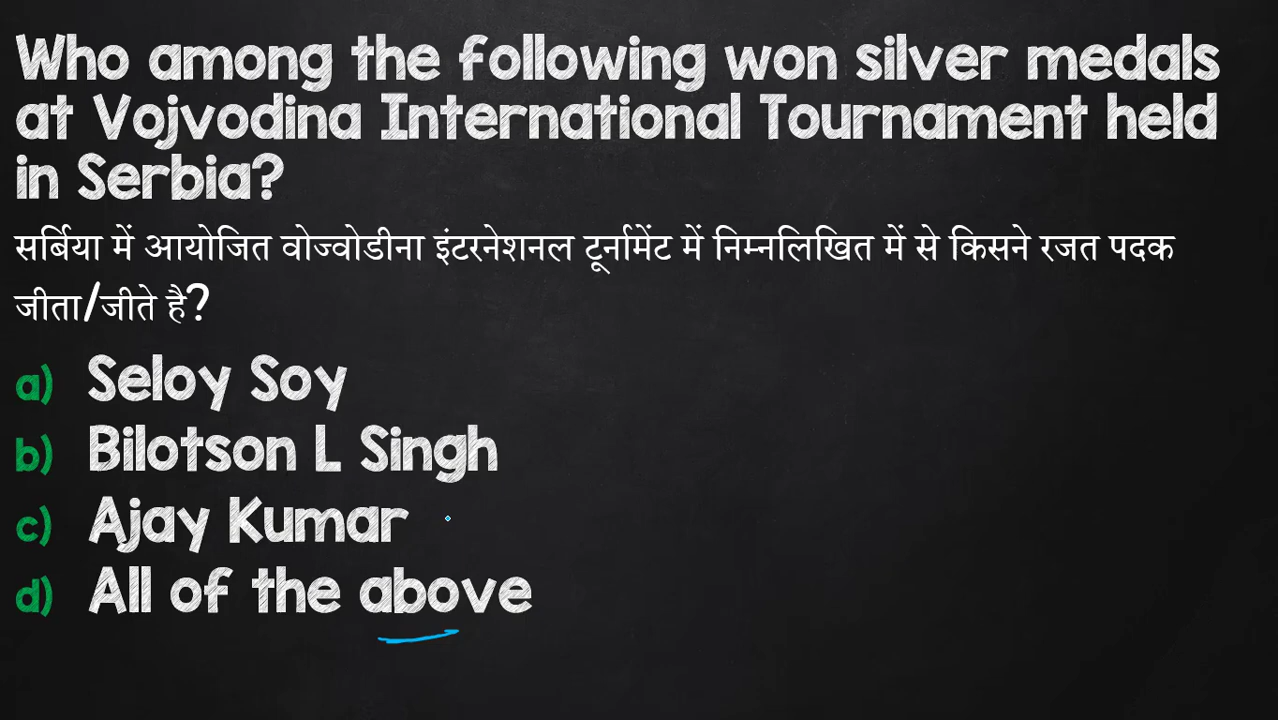 Who among the following won silver medals
at Vojvodina International Tournament held
in Serbia?
सर्बिया में आयोजित वोज्वोडीना इंटरनेशनल टूर्नामेंट में निम्नलिखित में से किसने रजत पदक
जीता/जीते है?
a) Seloy Soy
b) Bilotson L Singh
c) Ajay Kumar
d) All of the above